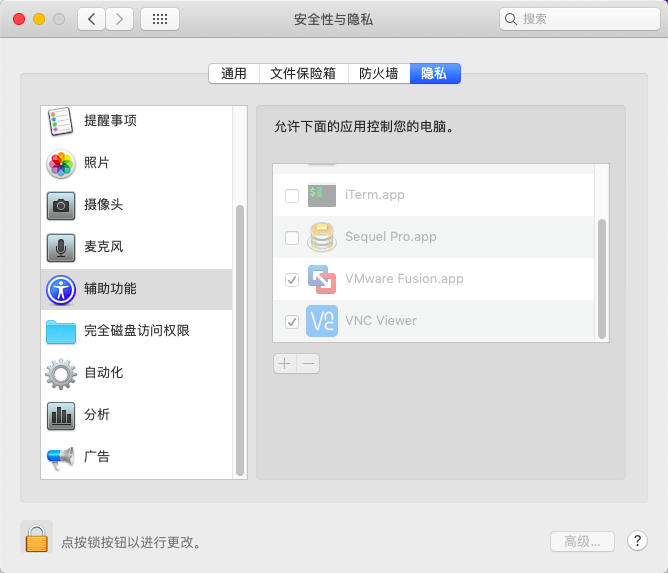 安全性与隐私
搜索
通用
文件保险箱
防火墙
隐私
提醒事项
照片
摄像头
麦克风
辅助功能
完全磁盘访问权限
自动化
分析
广告
允许下面的应用控制您的电脑。
$
iTerm.app
Sequel Pro.app
VMware Fusion.app
VNC Viewer
点按锁按钮以进行更改。
高级...
?